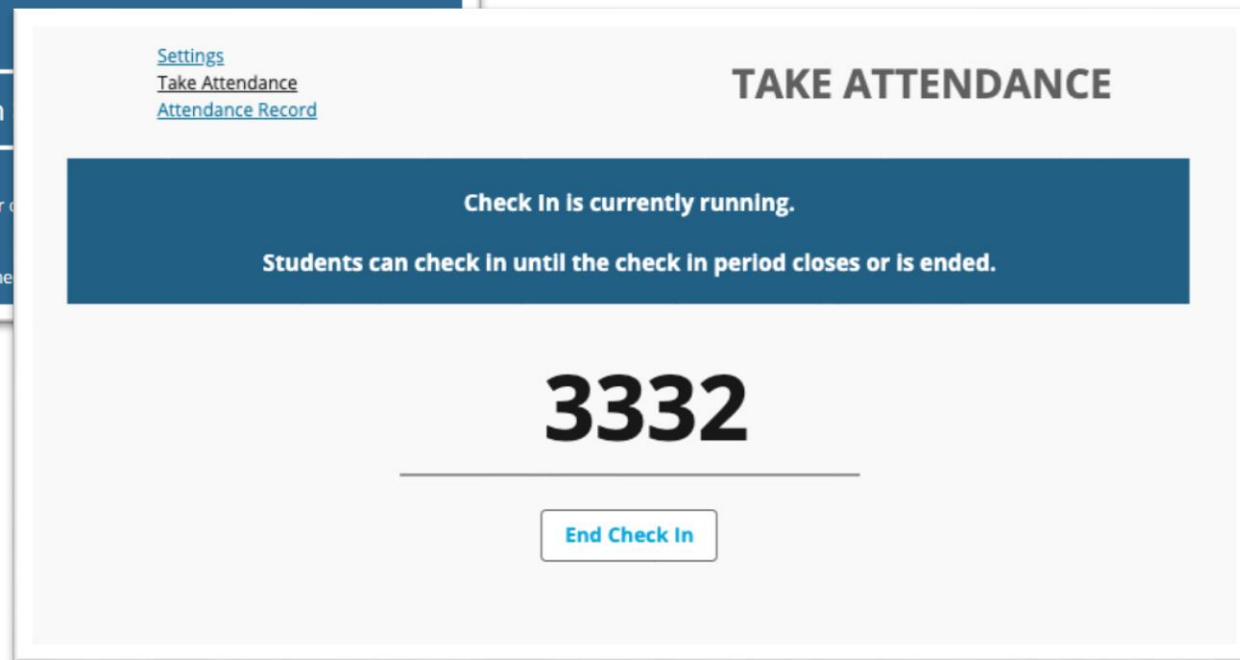 Settings
Take Attendance
Attendance Record
TAKE ATTENDANCE
Check In is currently running.
Students can check in until the check in period closes or is ended.
3332
End Check In